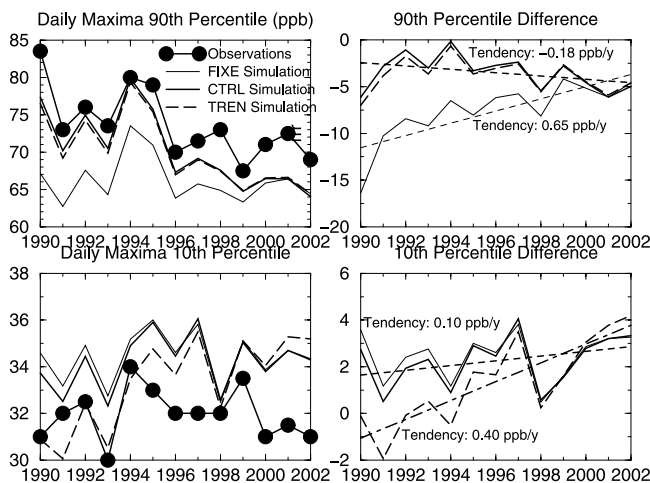 Daily Maxima 90th Percentile (ppb)
85
80
75
70
65
60
1990 1992 1994 1996 1998 2000 2002
Observations
FIXE Simulation
CTRL Simulation
TREN Simulation
90th Percentile Difference
0
−5
−10
−15
−20
1990 1992 1994 1996 1998 2000 2002
Tendency: −0.18 ppb/y
Tendency: 0.65 ppb/y
Daily Maxima 10th Percentile
38
36
34
32
30
1990 1992 1994 1996 1998 2000 2002
10th Percentile Difference
6
4
2
0
−2
1990 1992 1994 1996 1998 2000 2002
Tendency: 0.10 ppb/y
Tendency: 0.40 ppb/y